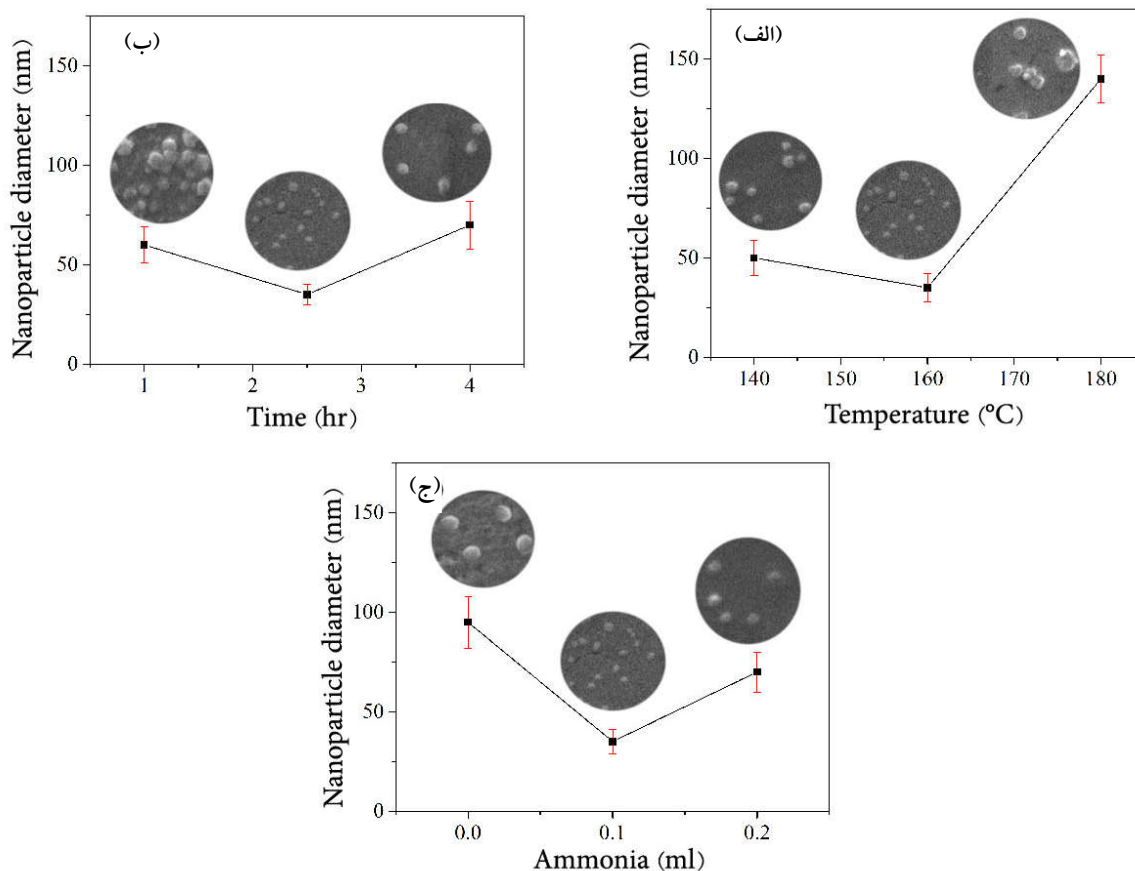 (ب)
Nanoparticle diameter (nm)
150
100
50
0
1 2 3 4
Time (hr)
(الف)
Nanoparticle diameter (nm)
150
100
50
0
140 150 160 170 180
Temperature (°C)
(ج)
Nanoparticle diameter (nm)
150
100
50
0
0.0 0.1 0.2
Ammonia (ml)